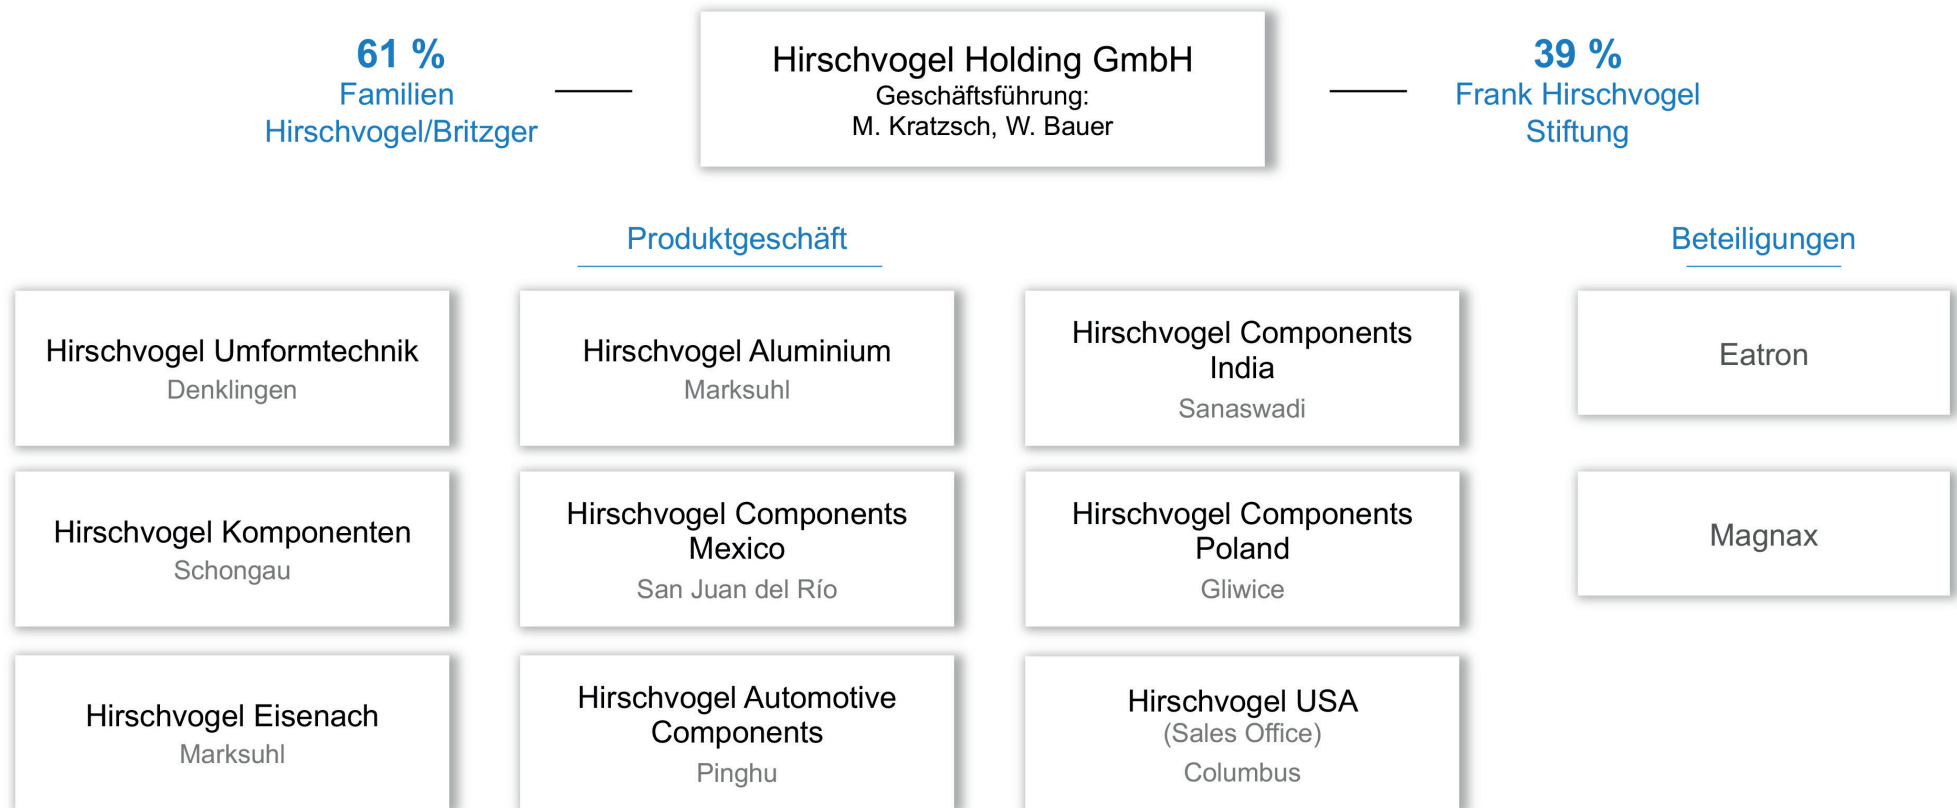 61 %
Familien
Hirschvogel/Britzger
Hirschvogel Holding GmbH
Geschäftsführung:
M. Kratzsch, W. Bauer
39 %
Frank Hirschvogel
Stiftung
Produktgeschäft
Beteiligungen
Hirschvogel Umformtechnik
Denklingen
Hirschvogel Aluminium
Marksuhl
Hirschvogel Components
India
Sanaswadi
Eatron
Hirschvogel Komponenten
Schongau
Hirschvogel Components
Mexico
San Juan del Río
Hirschvogel Components
Poland
Gliwice
Magnax
Hirschvogel Eisenach
Marksuhl
Hirschvogel Automotive
Components
Pinghu
Hirschvogel USA
(Sales Office)
Columbus